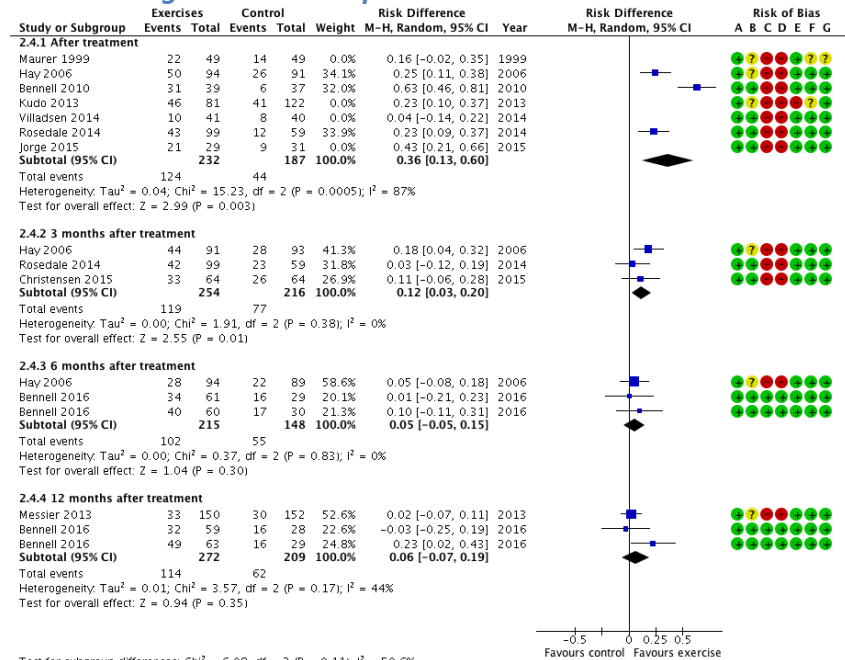 Exercises Control Risk Difference Risk Difference Risk of Bias
Study or Subgroup Events Total Events Total Weight M-H, Random, 95% CI Year M-H, Random, 95% CI A B C D E F G
2.4.1 After treatment
Maurer 1999 22 49 14 49 0.0% 0.16 [-0.02, 0.35] 1999 + ? - - + ? ?
Hay 2006 50 94 26 91 34.1% 0.25 [0.11, 0.38] 2006 + ? - - + + +
Bennell 2010 31 39 6 37 32.0% 0.63 [0.46, 0.81] 2010 + ? - - + + +
Kudo 2013 46 81 41 122 0.0% 0.23 [0.10, 0.37] 2013 + ? - - - ? +
Villadsen 2014 10 41 8 40 0.0% 0.04 [-0.14, 0.22] 2014 + + - - + + +
Rosedale 2014 43 99 12 59 33.9% 0.23 [0.09, 0.37] 2014 + + - - + + +
Jorge 2015 21 29 9 31 0.0% 0.43 [0.21, 0.66] 2015 + + - - + + +
Subtotal (95% CI) 232 187 100.0% 0.36 [0.13, 0.60]
Total events 124 44
Heterogeneity: Tau² = 0.04; Chi² = 15.23, df = 2 (P = 0.0005); I² = 87%
Test for overall effect: Z = 2.99 (P = 0.003)
2.4.2 3 months after treatment
Hay 2006 44 91 28 93 41.3% 0.18 [0.04, 0.32] 2006 + ? - - + + +
Rosedale 2014 42 99 23 59 31.8% 0.03 [-0.12, 0.19] 2014 + + - - + + +
Christensen 2015 33 64 26 64 26.9% 0.11 [-0.06, 0.28] 2015 + + - - + + +
Subtotal (95% CI) 254 216 100.0% 0.12 [0.03, 0.20]
Total events 119 77
Heterogeneity: Tau² = 0.00; Chi² = 1.91, df = 2 (P = 0.38); I² = 0%
Test for overall effect: Z = 2.55 (P = 0.01)
2.4.3 6 months after treatment
Hay 2006 28 94 22 89 58.6% 0.05 [-0.08, 0.18] 2006 + ? - - + + +
Bennell 2016 34 61 16 29 20.1% 0.01 [-0.21, 0.23] 2016 + + + + + + +
Bennell 2016 40 60 17 30 21.3% 0.10 [-0.11, 0.31] 2016 + + + + + + +
Subtotal (95% CI) 215 148 100.0% 0.05 [-0.05, 0.15]
Total events 102 55
Heterogeneity: Tau² = 0.00; Chi² = 0.37, df = 2 (P = 0.83); I² = 0%
Test for overall effect: Z = 1.04 (P = 0.30)
2.4.4 12 months after treatment
Messier 2013 33 150 30 152 52.6% 0.02 [-0.07, 0.11] 2013 + ? - - + + +
Bennell 2016 32 59 16 28 22.6% -0.03 [-0.25, 0.19] 2016 + + + + + + +
Bennell 2016 49 63 16 29 24.8% 0.23 [0.02, 0.43] 2016 + + + + + + +
Subtotal (95% CI) 272 209 100.0% 0.06 [-0.07, 0.19]
Total events 114 62
Heterogeneity: Tau² = 0.01; Chi² = 3.57, df = 2 (P = 0.17); I² = 44%
Test for overall effect: Z = 0.94 (P = 0.35)
-0.5 0 0.25 0.5
Favours control Favours exercise
Test for subgroup differences: Chi² = 6.08, df = 3 (P = 0.11), I² = 50.6%